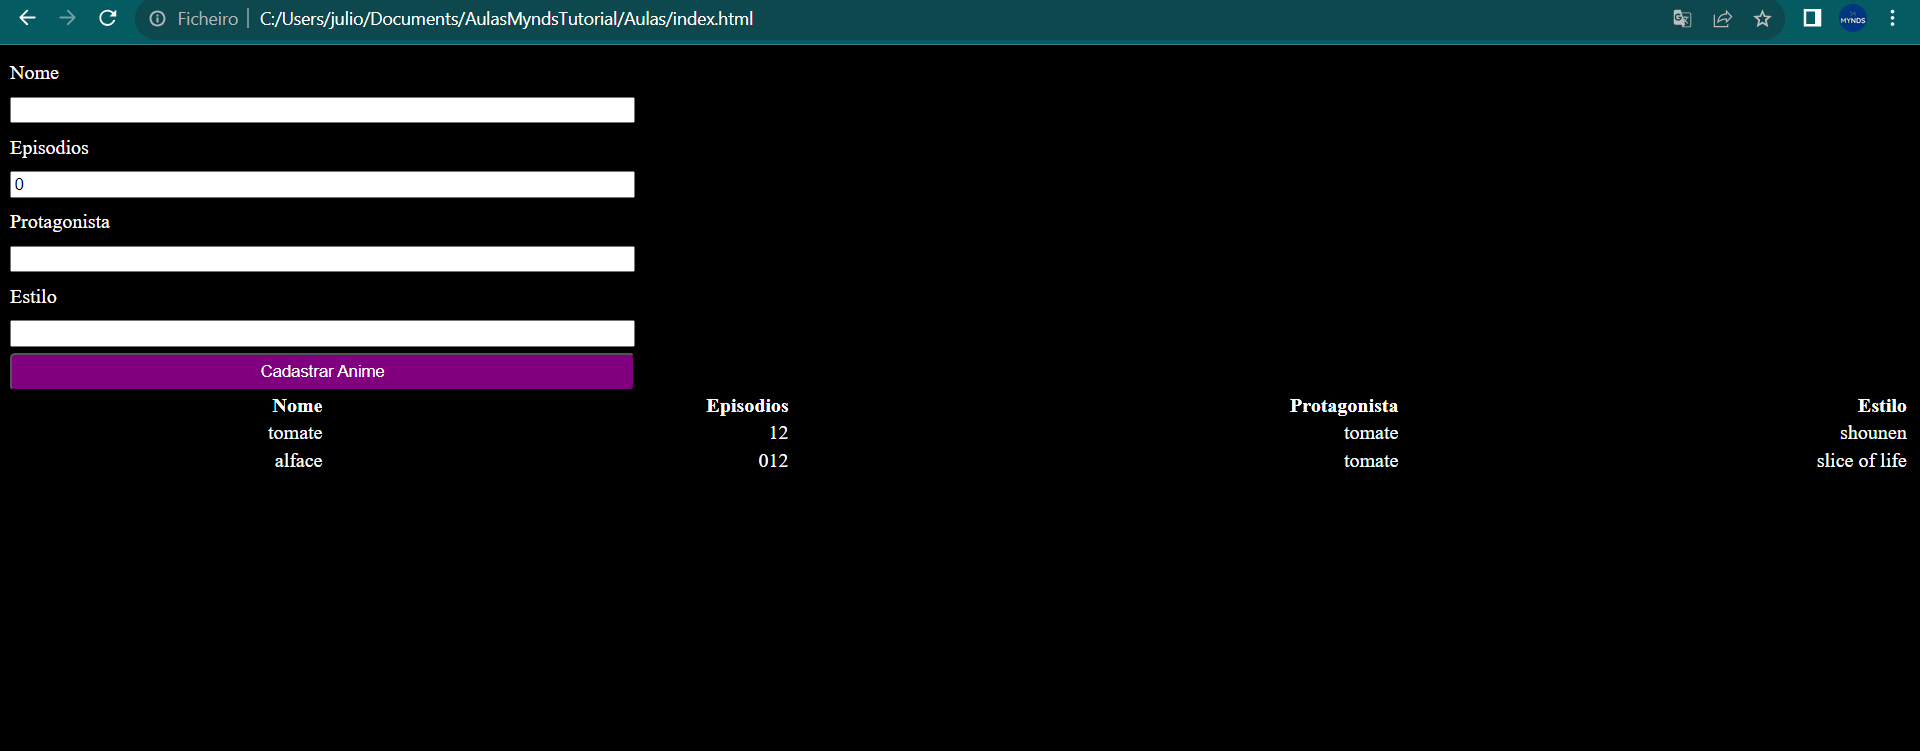 Ficheiro | C:/Users/julio/Documents/AulasMyndsTutorial/Aulas/index.html MYNDS
Nome
Episodios
0
Protagonista
Estilo
Cadastrar Anime
Nome Episodios Protagonista Estilo
tomate 12 tomate shounen
alface 012 tomate slice of life